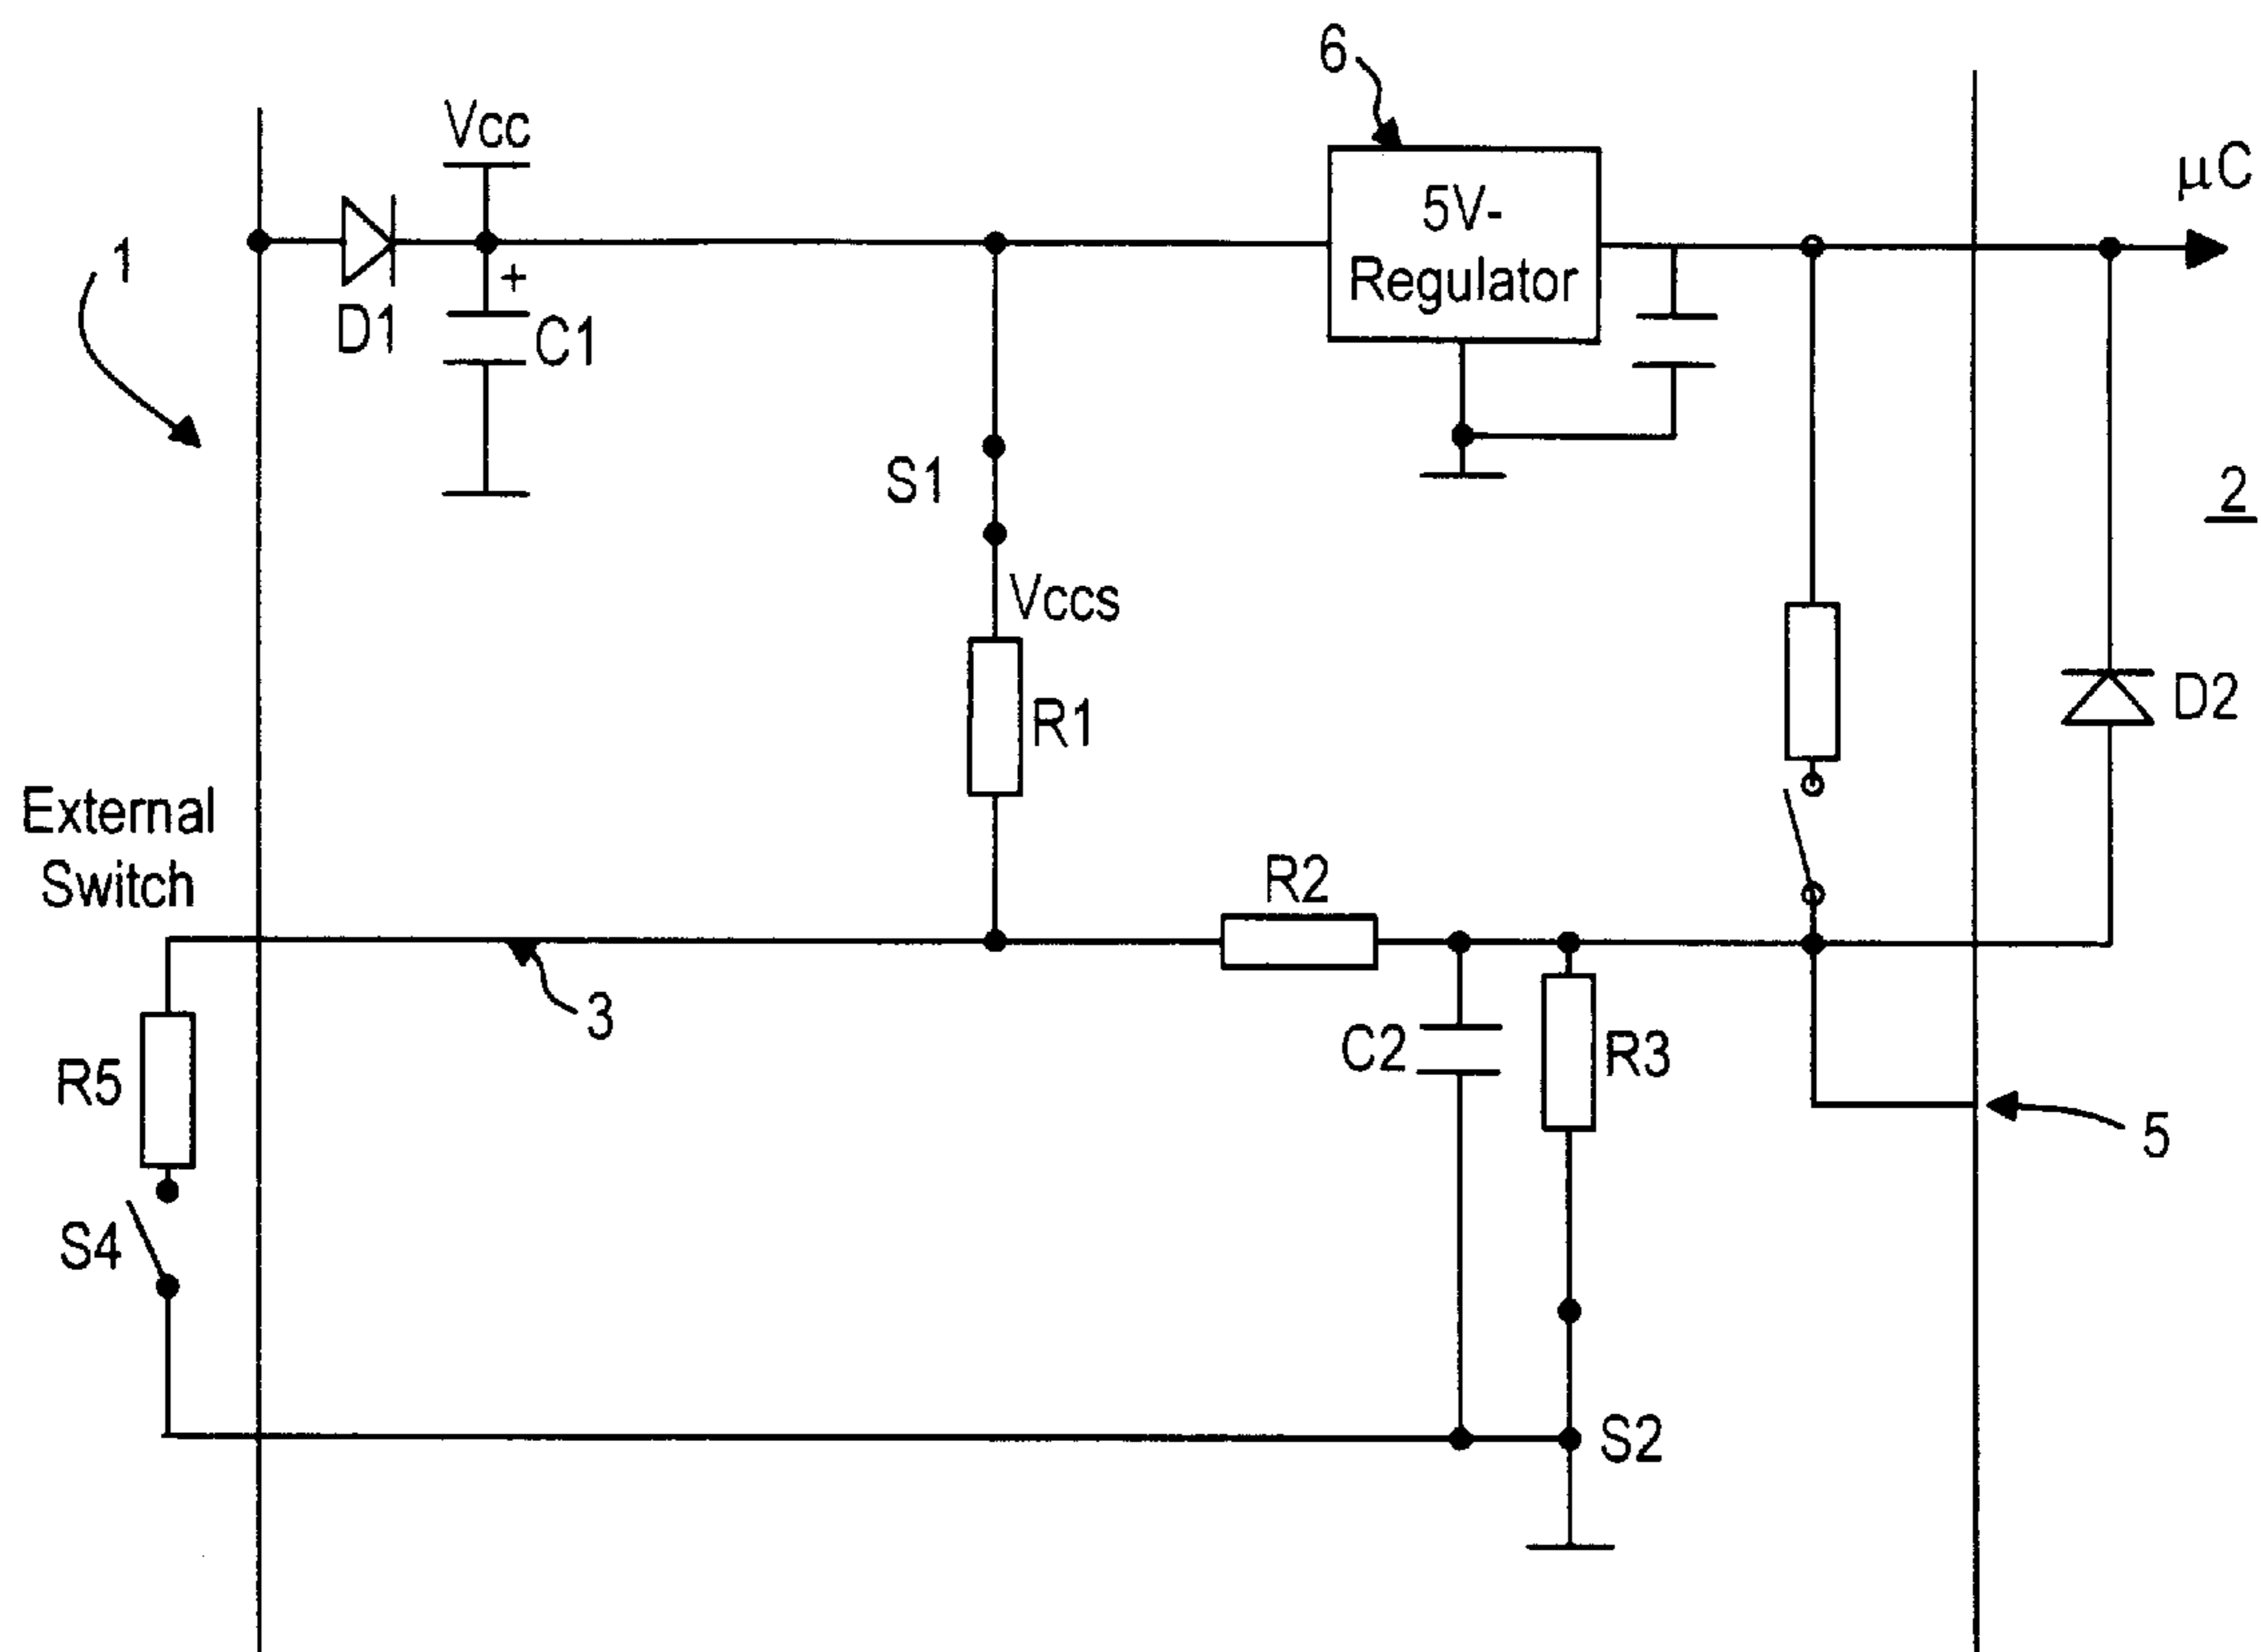 6
Vcc
µC
1
5V-
Regulator
+
D1
C1
S1
2
Vccs
R1
D2
External
Switch
R2
3
C2
R3
R5
5
S4
S2